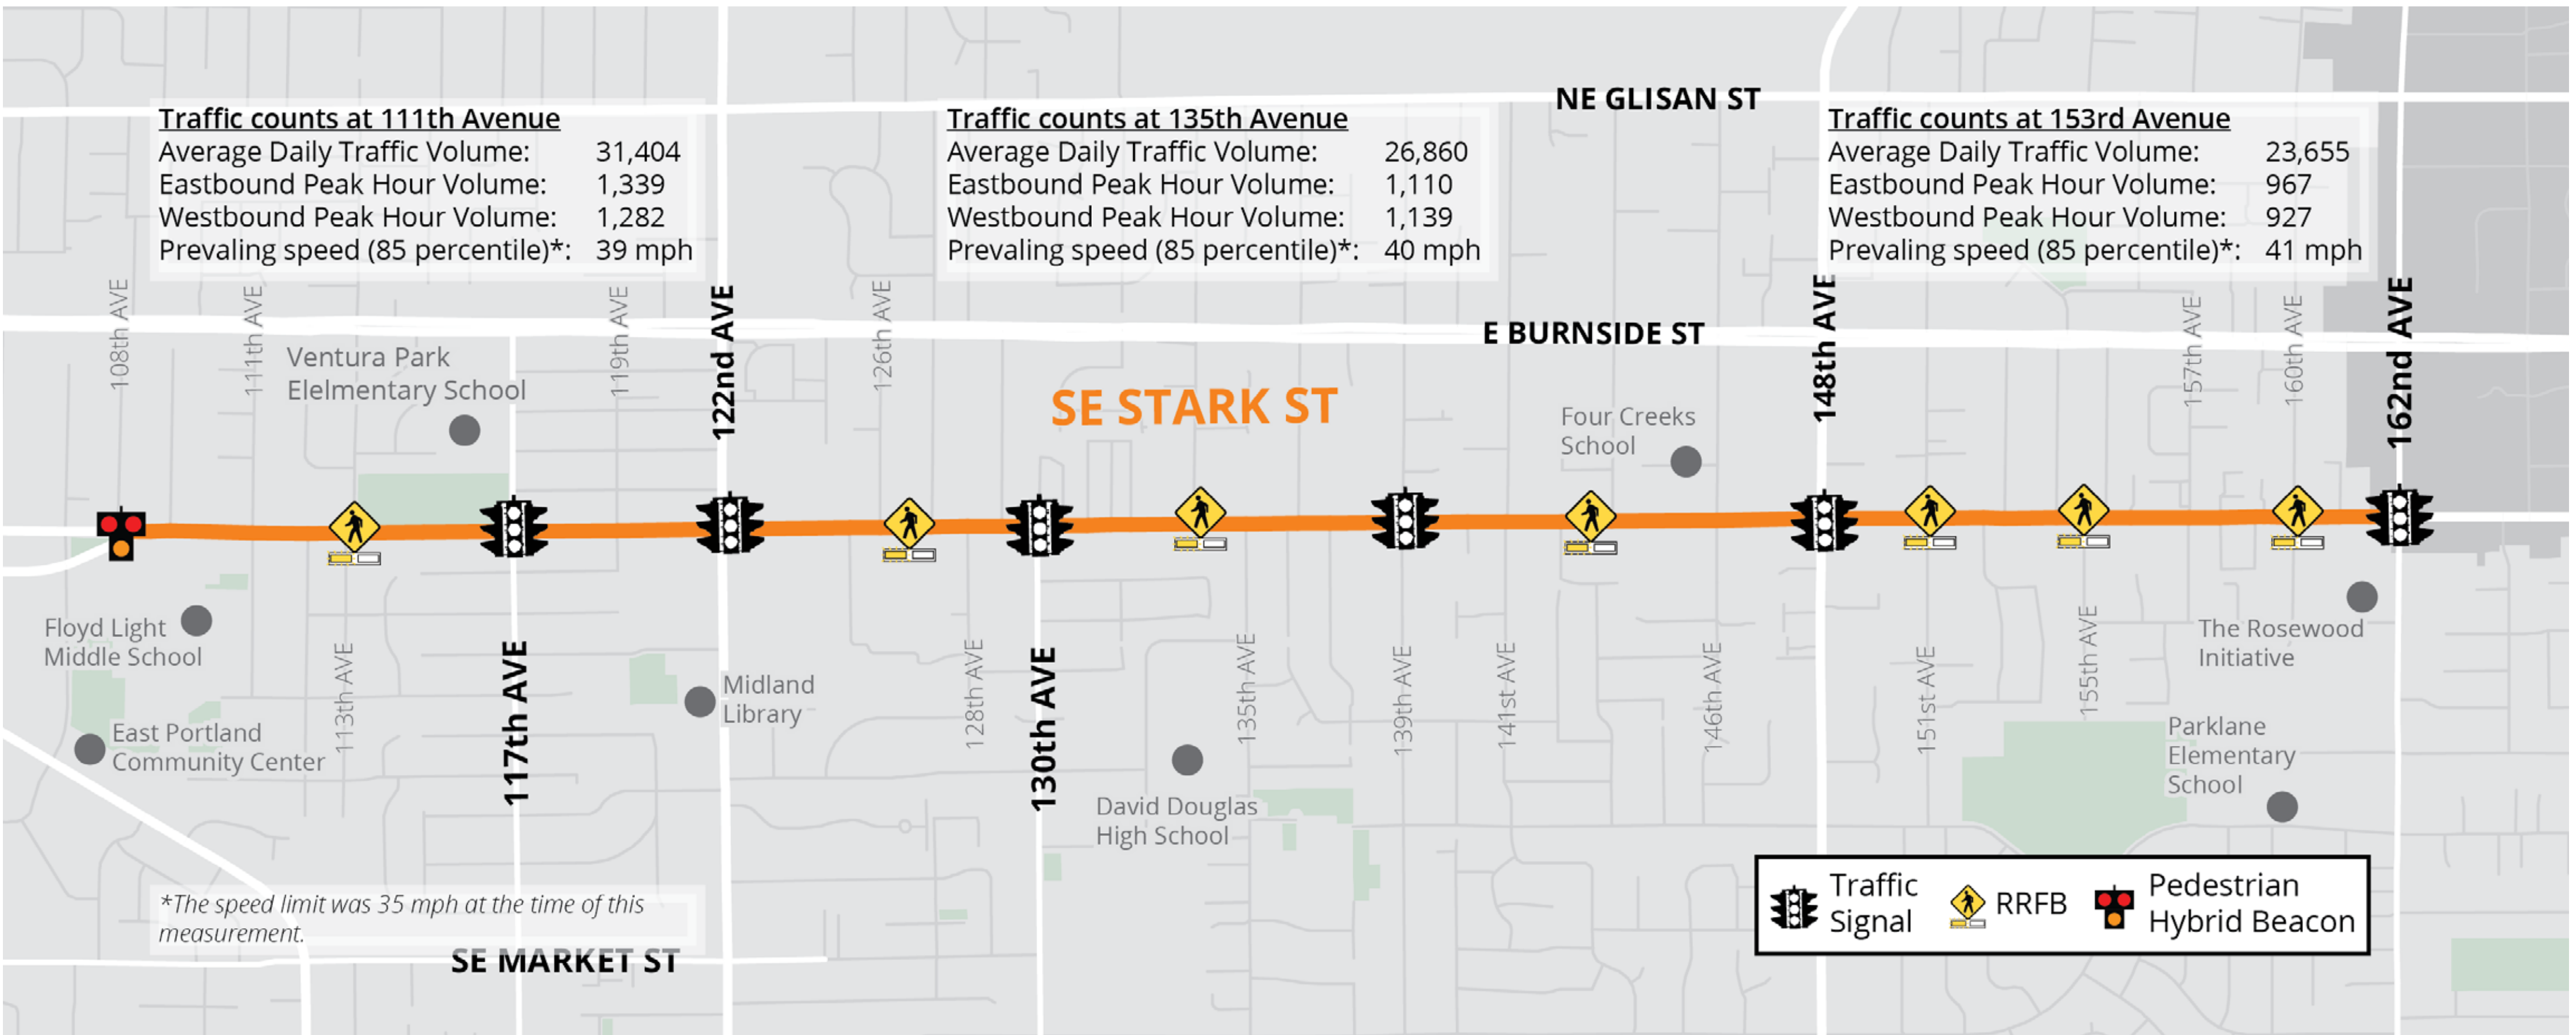 NE GLISAN ST
Traffic counts at 111th Avenue
Average Daily Traffic Volume: 31,404
Eastbound Peak Hour Volume: 1,339
Westbound Peak Hour Volume: 1,282
Prevaling speed (85 percentile)*: 39 mph
Traffic counts at 135th Avenue
Average Daily Traffic Volume: 26,860
Eastbound Peak Hour Volume: 1,110
Westbound Peak Hour Volume: 1,139
Prevaling speed (85 percentile)*: 40 mph
Traffic counts at 153rd Avenue
Average Daily Traffic Volume: 23,655
Eastbound Peak Hour Volume: 967
Westbound Peak Hour Volume: 927
Prevaling speed (85 percentile)*: 41 mph
108th AVE
111th AVE
119th AVE
122nd AVE
126th AVE
E BURNSIDE ST
148th AVE
157th AVE
160th AVE
162nd AVE
Ventura Park
Elelmentary School
SE STARK ST
Four Creeks
School
Floyd Light
Middle School
113th AVE
117th AVE
Midland
Library
128th AVE
130th AVE
135th AVE
139th AVE
141st AVE
146th AVE
151st AVE
155th AVE
The Rosewood
Initiative
East Portland
Community Center
David Douglas
High School
Parklane
Elementary
School
*The speed limit was 35 mph at the time of this
measurement.
SE MARKET ST
Traffic
Signal
RRFB
Pedestrian
Hybrid Beacon